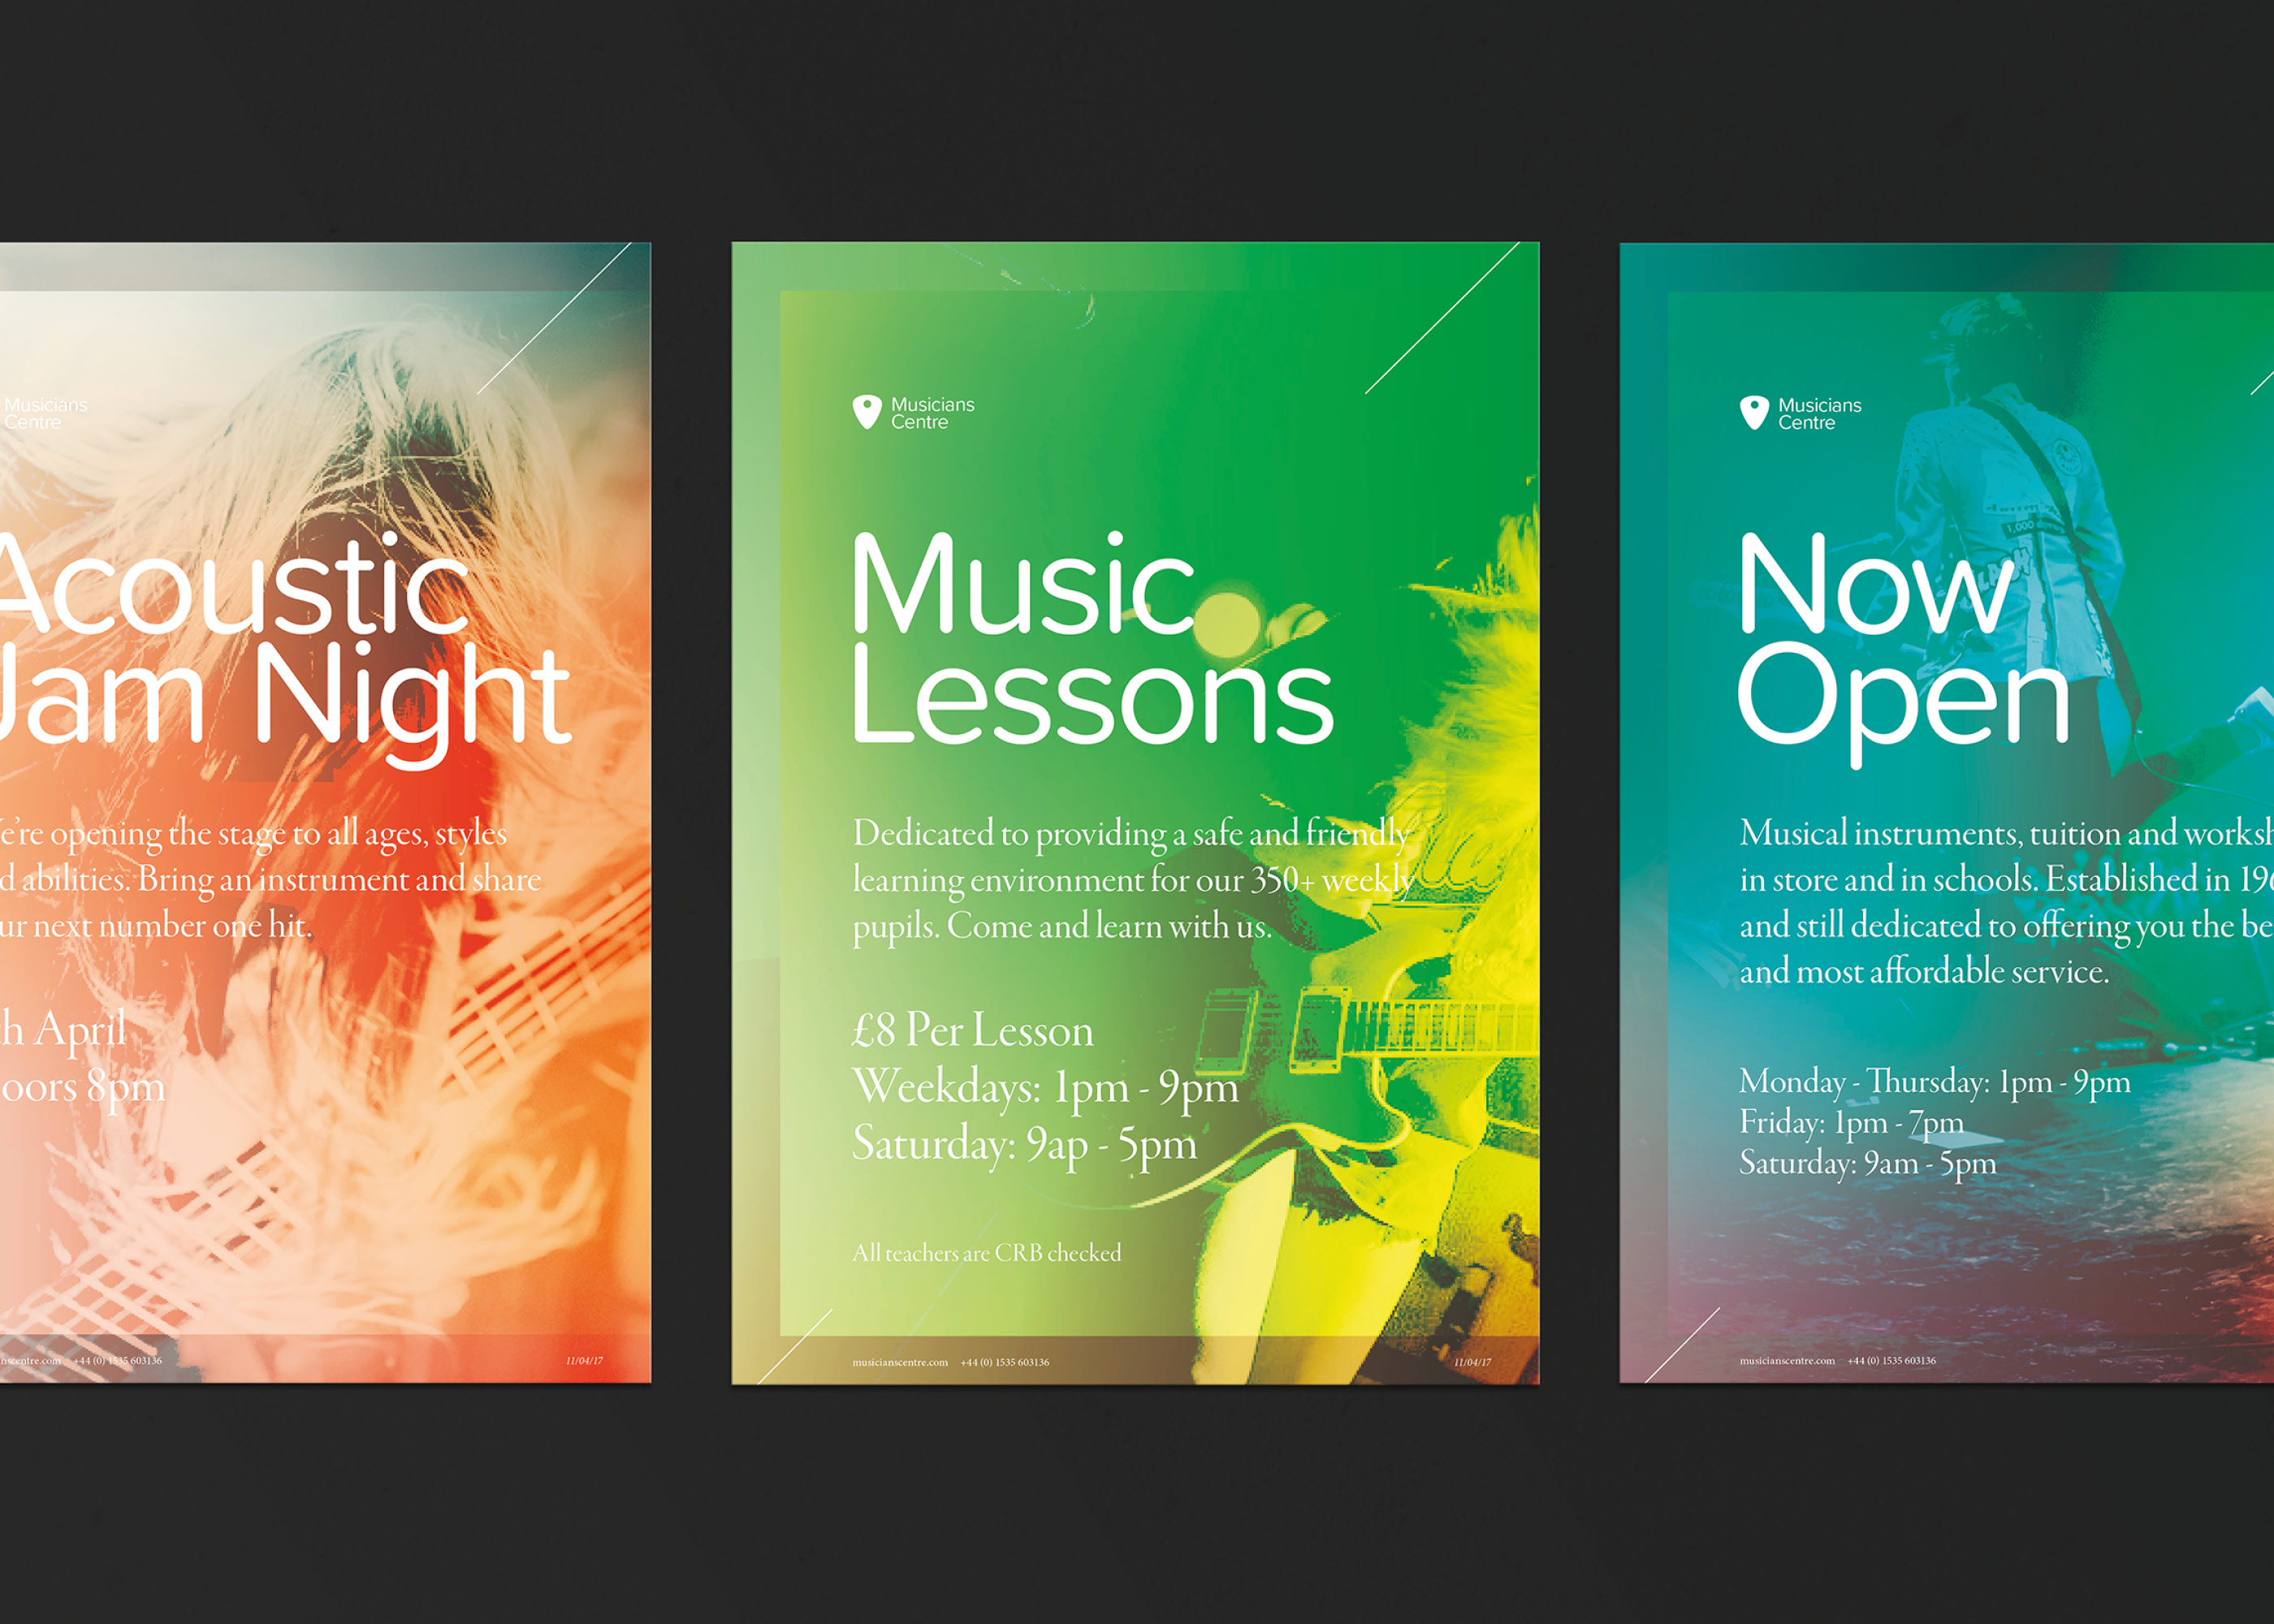 Musicians
Centre
Acoustic
Jam Night
e're opening the stage to all ages, styles
d abilities. Bring an instrument and share
ur next number one hit.
h April
oors 8pm
nscentre.com +44 (0) 1535 603136
11/04/17
Musicians
Centre
Music
Lessons
Dedicated to providing a safe and friendly
learning environment for our 350+ weekly
pupils. Come and learn with us.
£8 Per Lesson
Weekdays: 1pm - 9pm
Saturday: 9ap - 5pm
All teachers are CRB checked
musicianscentre.com +44 (0) 1535 603136
11/04/17
Musicians
Centre
1,000
Now
Open
Musical instruments, tuition and worksh
in store and in schools. Established in 196
and still dedicated to offering you the be
and most affordable service.
Monday - Thursday: 1pm - 9pm
Friday: 1pm - 7pm
Saturday: 9am - 5pm
musicianscentre.com +44 (0) 1535 603136